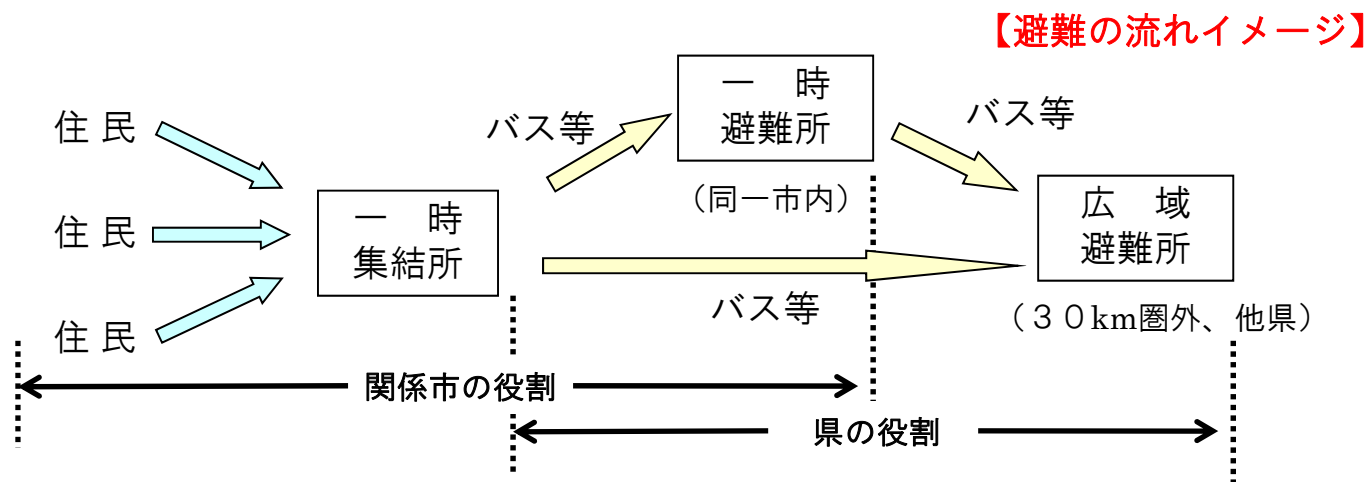 【避難の流れイメージ】
住 民
住 民
住 民
一 時
集結所
バス等
一 時
避難所
（同一市内）
バス等
バス等
広 域
避難所
（３０km圏外、他県）
関係市の役割
県の役割